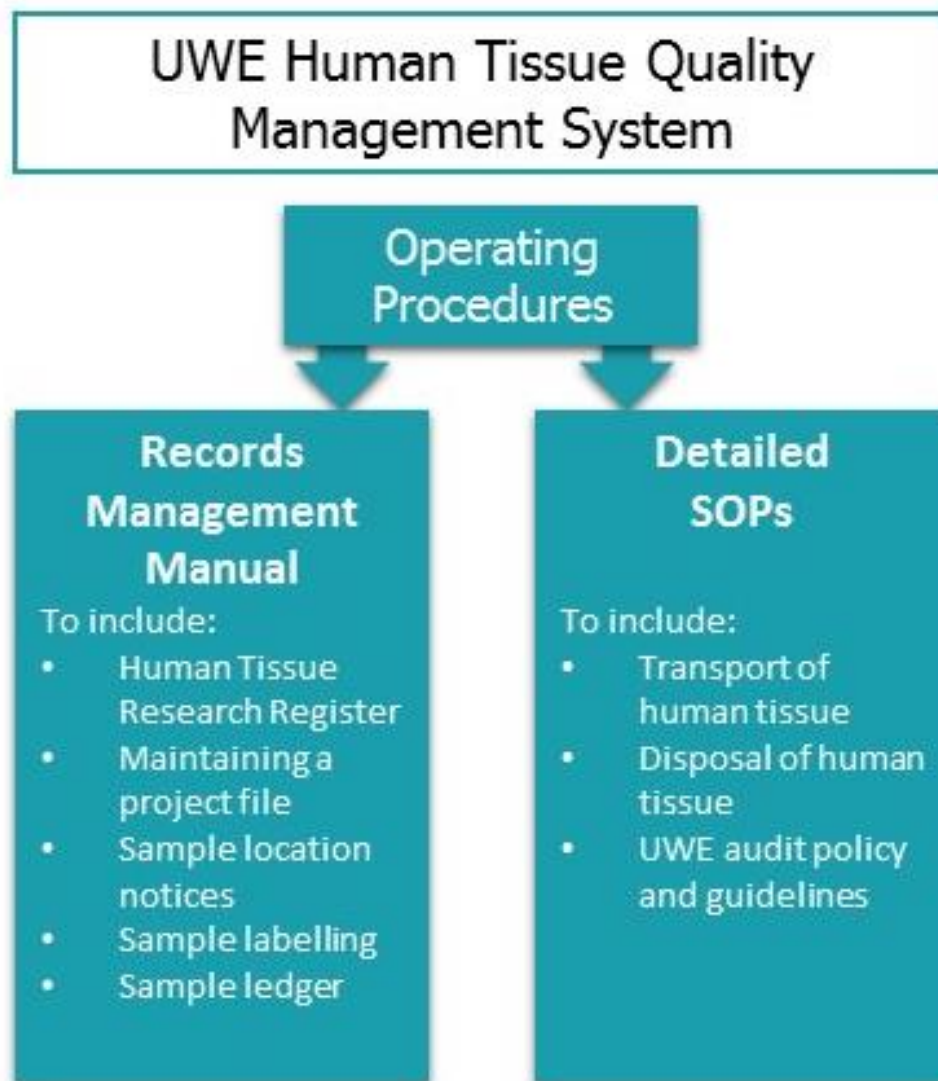 UWE Human Tissue Quality
Management System
Operating
Procedures
Records
Management
Manual
To include:
• Human Tissue
Research Register
• Maintaining a
project file
• Sample location
notices
• Sample labelling
• Sample ledger
Detailed
SOPs
To include:
• Transport of
human tissue
• Disposal of human
tissue
• UWE audit policy
and guidelines